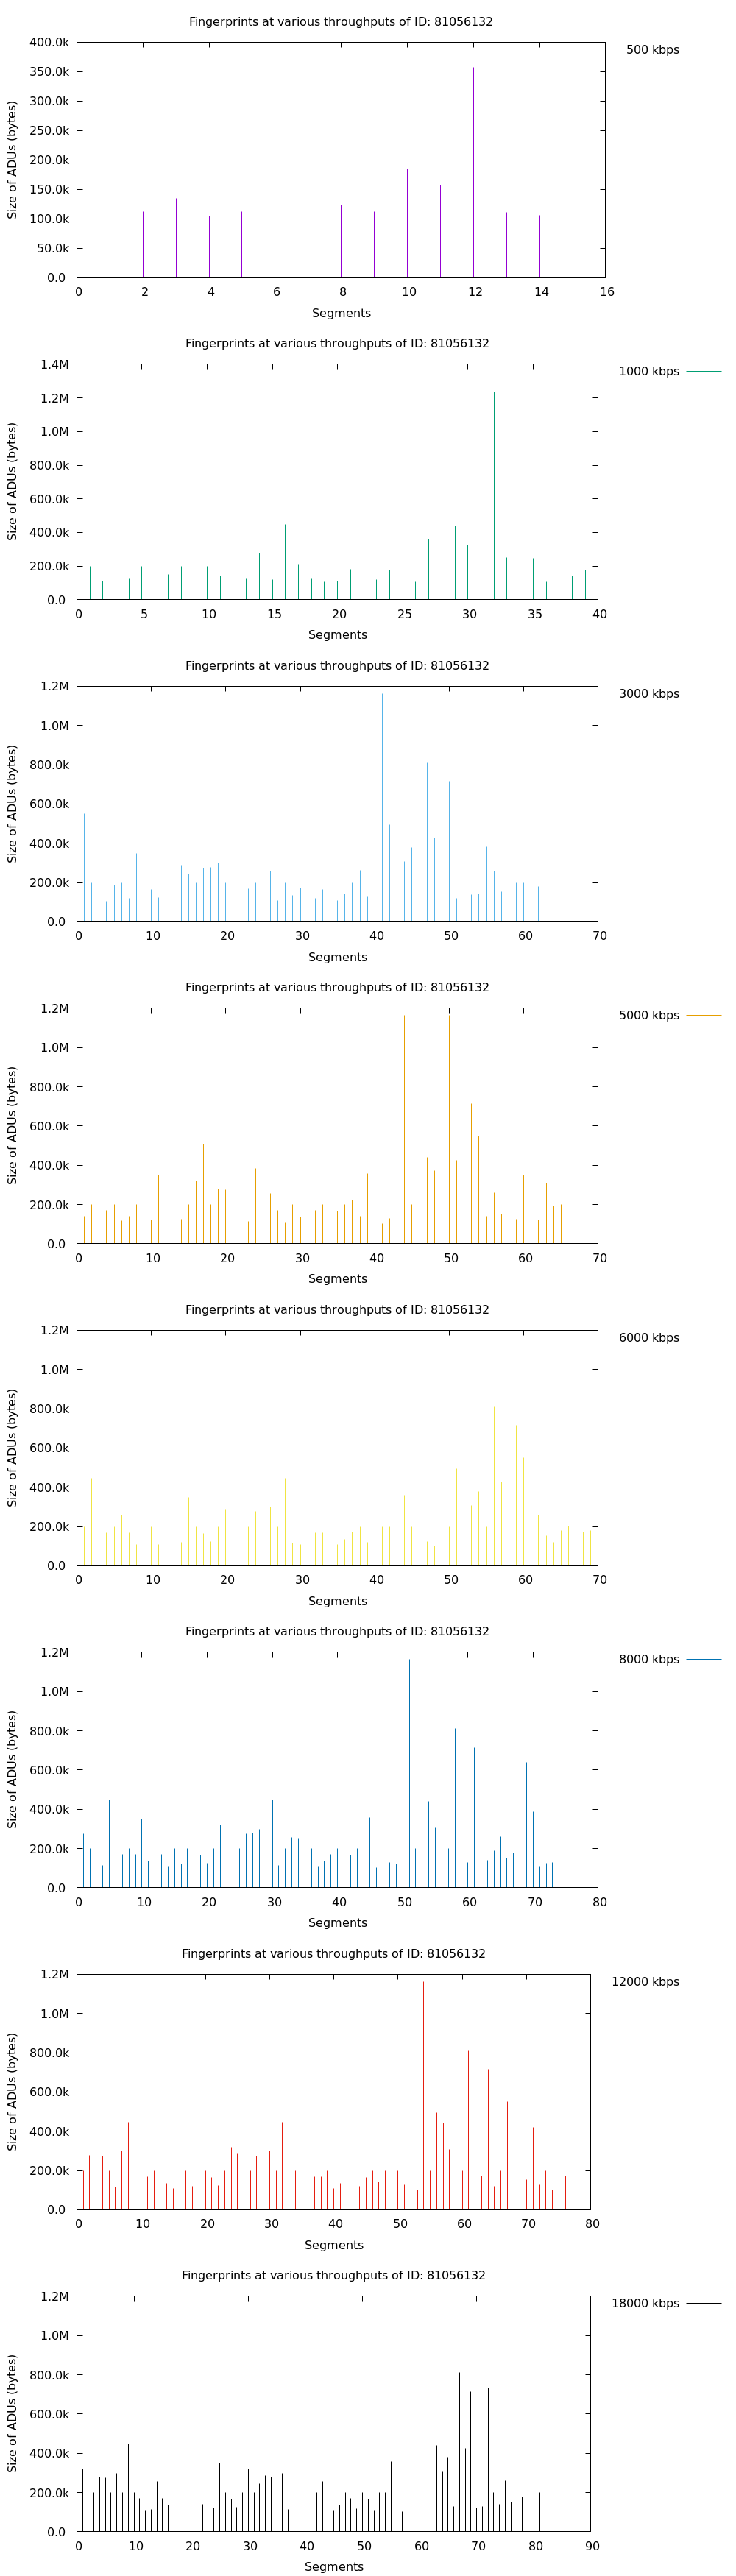 Fingerprints at various throughputs of ID: 81056132
500 kbps
400.0k
350.0k
300.0k
250.0k
200.0k
150.0k
100.0k
50.0k
0.0
Size of ADUs (bytes)
0 2 4 6 8 10 12 14 16
Segments
Fingerprints at various throughputs of ID: 81056132
1000 kbps
1.4M
1.2M
1.0M
800.0k
600.0k
400.0k
200.0k
0.0
Size of ADUs (bytes)
0 5 10 15 20 25 30 35 40
Segments
Fingerprints at various throughputs of ID: 81056132
3000 kbps
1.2M
1.0M
800.0k
600.0k
400.0k
200.0k
0.0
Size of ADUs (bytes)
0 10 20 30 40 50 60 70
Segments
Fingerprints at various throughputs of ID: 81056132
5000 kbps
1.2M
1.0M
800.0k
600.0k
400.0k
200.0k
0.0
Size of ADUs (bytes)
0 10 20 30 40 50 60 70
Segments
Fingerprints at various throughputs of ID: 81056132
6000 kbps
1.2M
1.0M
800.0k
600.0k
400.0k
200.0k
0.0
Size of ADUs (bytes)
0 10 20 30 40 50 60 70
Segments
Fingerprints at various throughputs of ID: 81056132
8000 kbps
1.2M
1.0M
800.0k
600.0k
400.0k
200.0k
0.0
Size of ADUs (bytes)
0 10 20 30 40 50 60 70 80
Segments
Fingerprints at various throughputs of ID: 81056132
12000 kbps
1.2M
1.0M
800.0k
600.0k
400.0k
200.0k
0.0
Size of ADUs (bytes)
0 10 20 30 40 50 60 70 80
Segments
Fingerprints at various throughputs of ID: 81056132
18000 kbps
1.2M
1.0M
800.0k
600.0k
400.0k
200.0k
0.0
Size of ADUs (bytes)
0 10 20 30 40 50 60 70 80 90
Segments